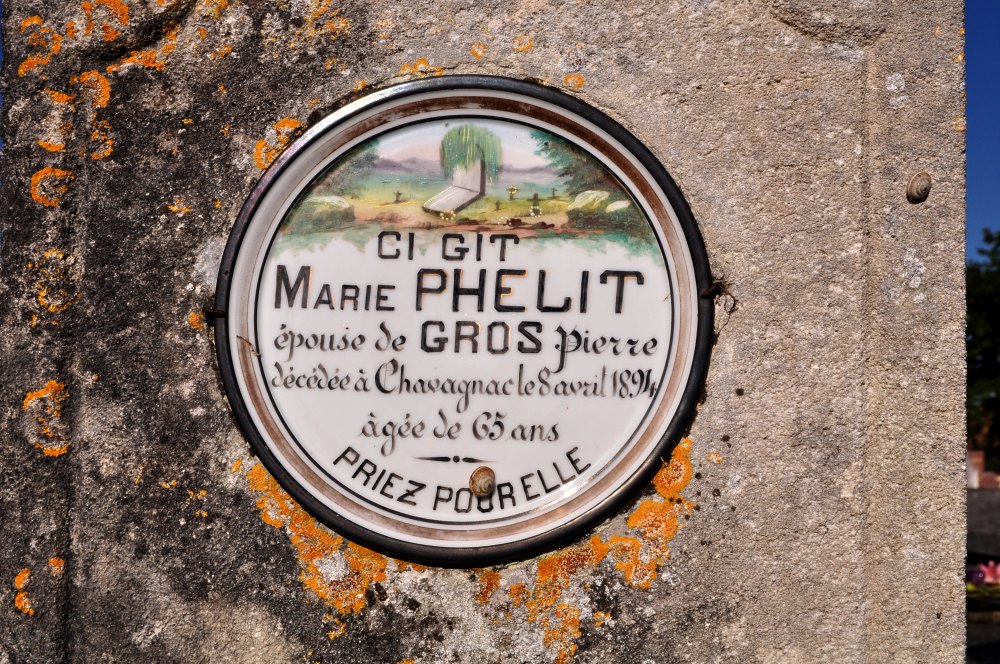 CI GIT
MARIE PHELIT
épouse de GROS Pierre
décédée à Chavagnac le 8 avril 1894
àgée de 65 ans
PRIEZ POUR ELLE